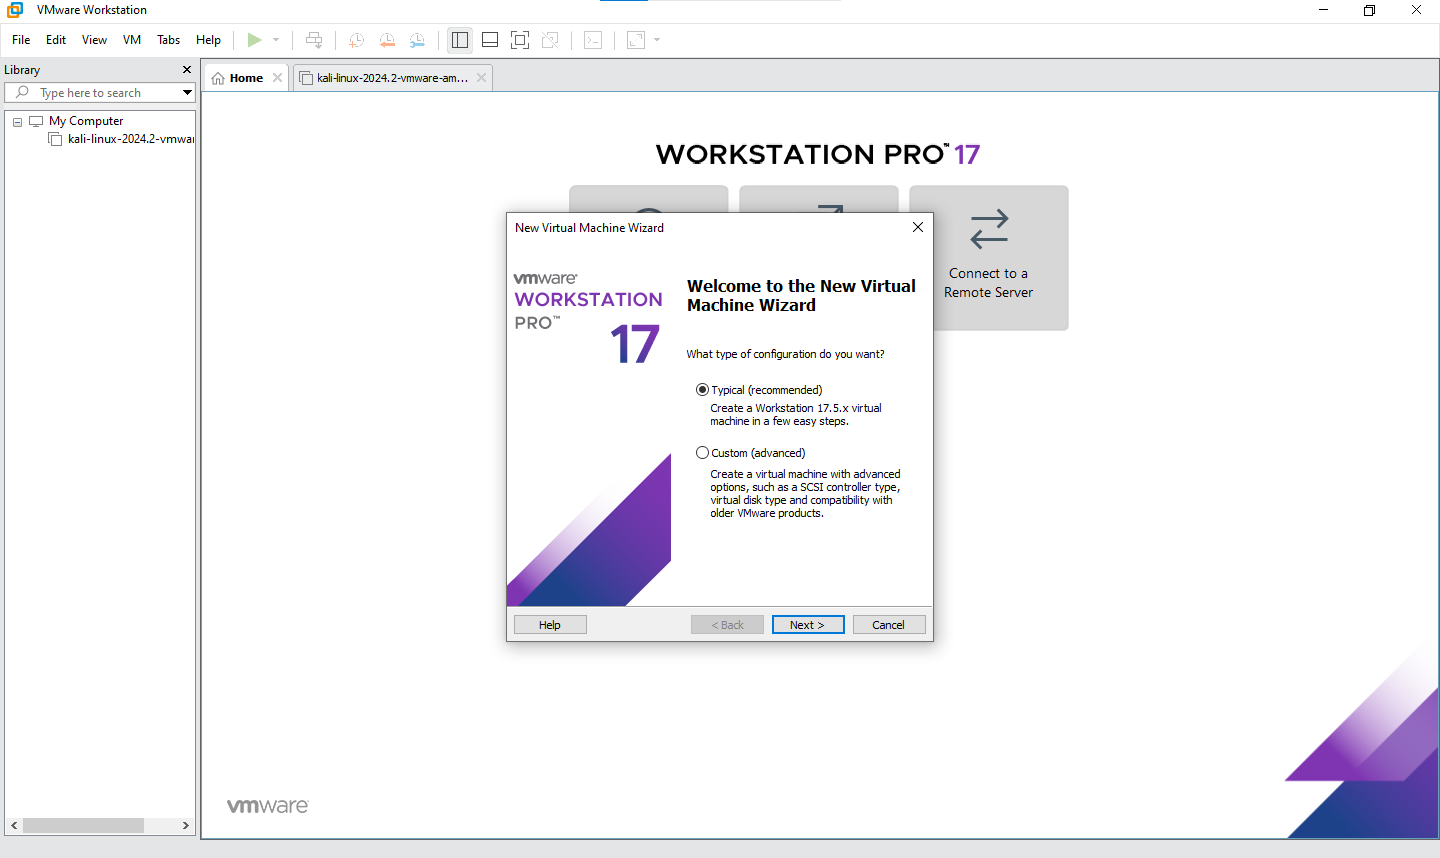 VMware Workstation
File Edit View VM Tabs Help
Library
Type here to search
My Computer
kali-linux-2024.2-vmwar
Home
kali-linux-2024.2-vmware-am...
WORKSTATION PRO™ 17
Connect to a
Remote Server
New Virtual Machine Wizard
vmware®
WORKSTATION
PRO™
17
Welcome to the New Virtual
Machine Wizard
What type of configuration do you want?
Typical (recommended)
Create a Workstation 17.5.x virtual
machine in a few easy steps.
Custom (advanced)
Create a virtual machine with advanced
options, such as a SCSI controller type,
virtual disk type and compatibility with
older VMware products.
Help
< Back
Next >
Cancel
vmware®